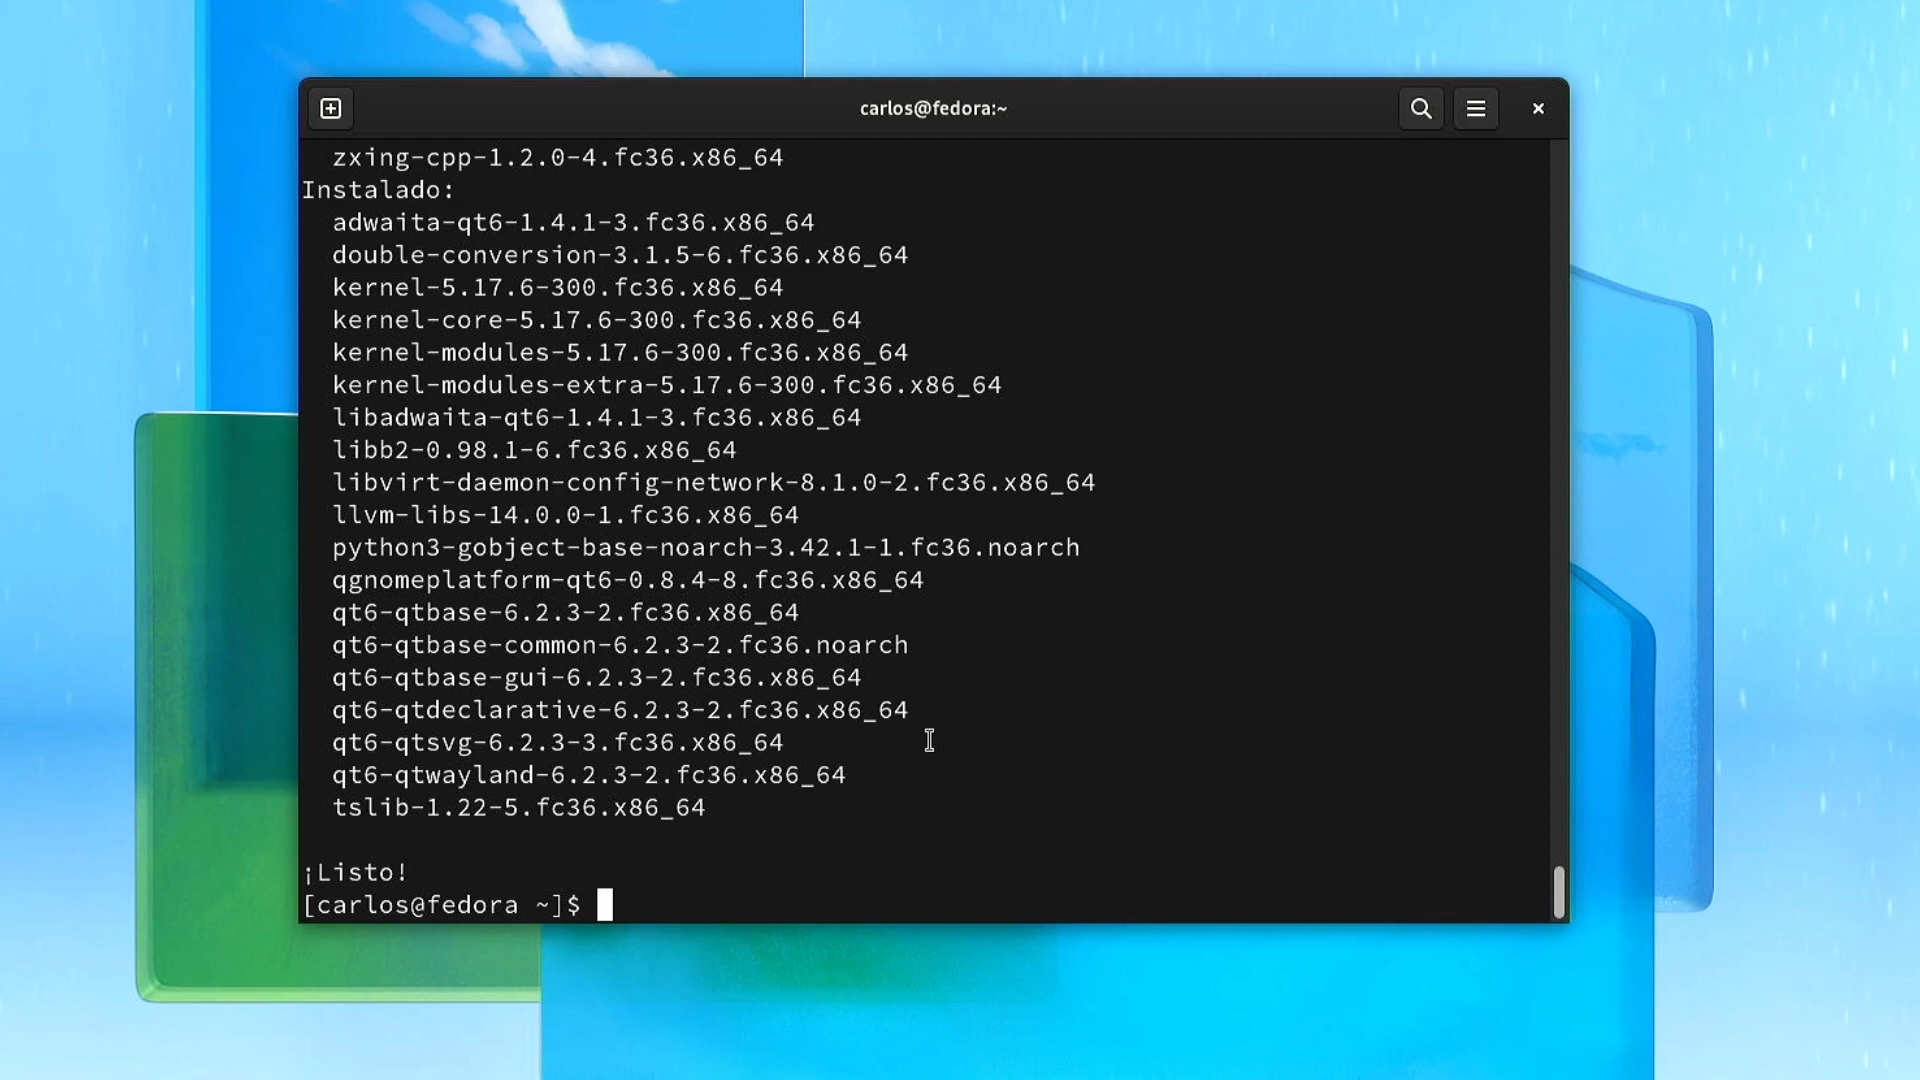 carlos@fedora:~
zxing-cpp-1.2.0-4.fc36.x86_64
Instalado:
adwaita-qt6-1.4.1-3.fc36.x86_64
double-conversion-3.1.5-6.fc36.x86_64
kernel-5.17.6-300.fc36.x86_64
kernel-core-5.17.6-300.fc36.x86_64
kernel-modules-5.17.6-300.fc36.x86_64
kernel-modules-extra-5.17.6-300.fc36.x86_64
libadwaita-qt6-1.4.1-3.fc36.x86_64
libb2-0.98.1-6.fc36.x86_64
libvirt-daemon-config-network-8.1.0-2.fc36.x86_64
llvm-libs-14.0.0-1.fc36.x86_64
python3-gobject-base-noarch-3.42.1-1.fc36.noarch
qgnomeplatform-qt6-0.8.4-8.fc36.x86_64
qt6-qtbase-6.2.3-2.fc36.x86_64
qt6-qtbase-common-6.2.3-2.fc36.noarch
qt6-qtbase-gui-6.2.3-2.fc36.x86_64
qt6-qtdeclarative-6.2.3-2.fc36.x86_64
qt6-qtsvg-6.2.3-3.fc36.x86_64
qt6-qtwayland-6.2.3-2.fc36.x86_64
tslib-1.22-5.fc36.x86_64
¡Listo!
[carlos@fedora ~]$